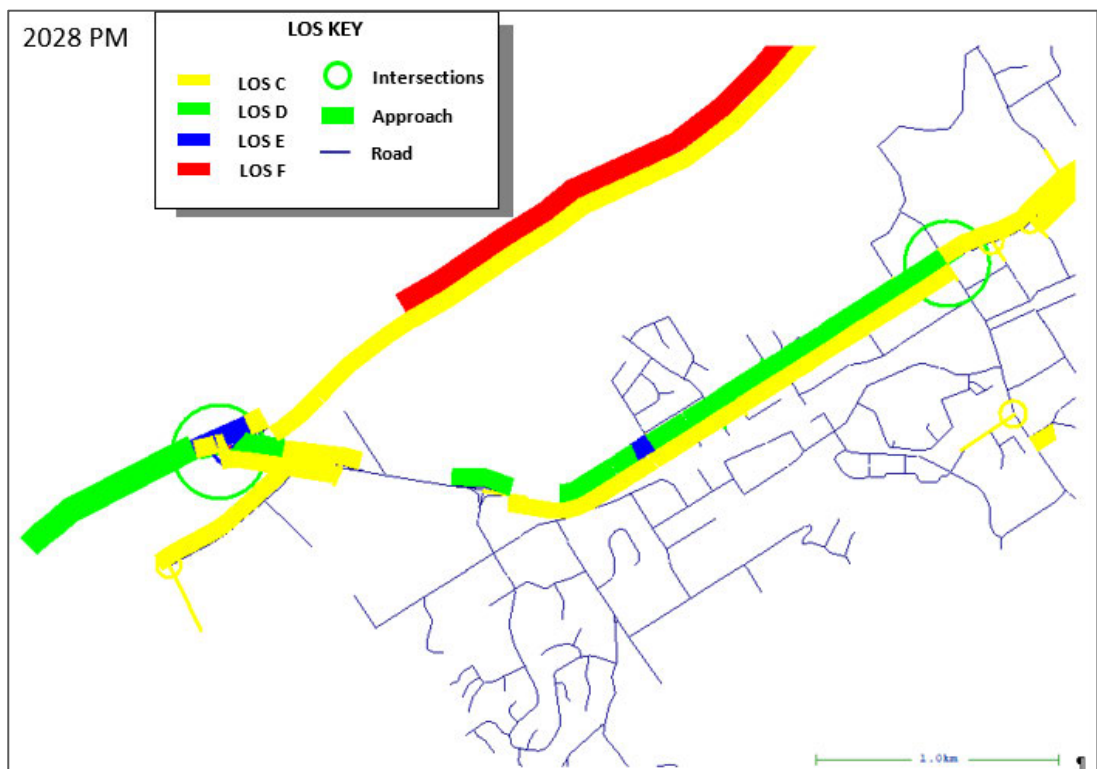 2028 PM
LOS KEY
LOS C
LOS D
LOS E
LOS F
Intersections
Approach
Road
1.0km
¶